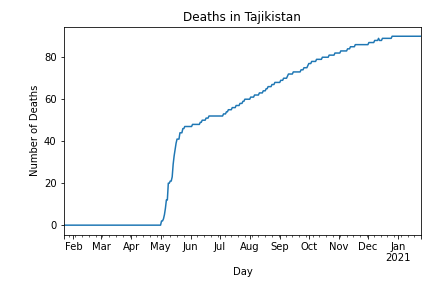 Deaths in Tajikistan
Number of Deaths
80
60
40
20
0
Feb Mar Apr May Jun Jul Aug Sep Oct Nov Dec Jan
2021
Day